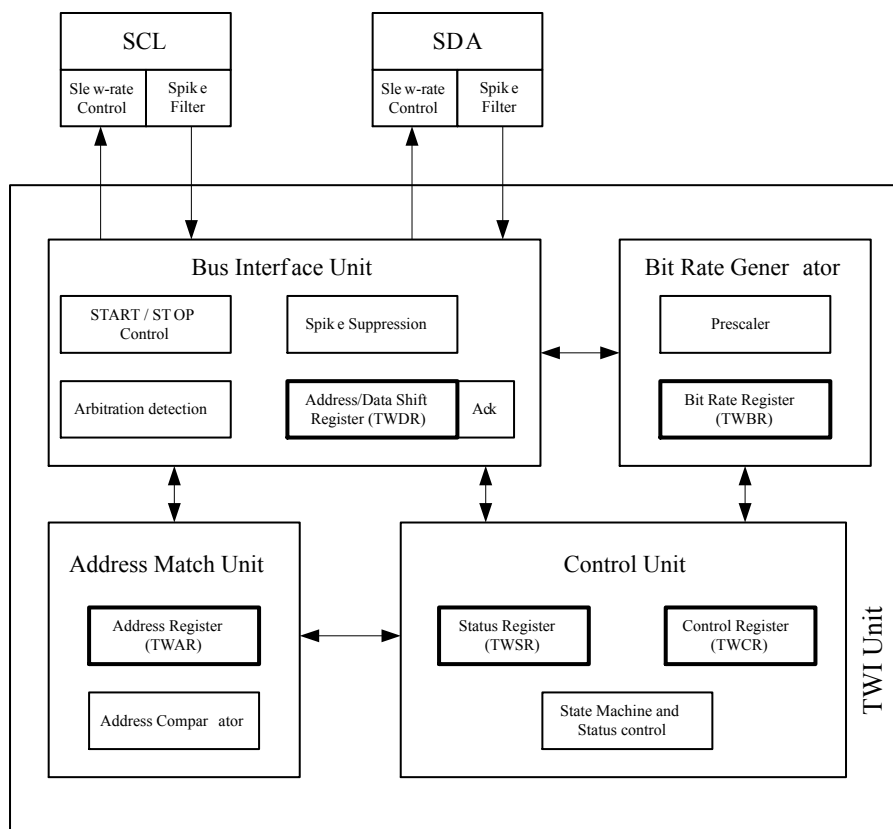 SCL
SDA
Slew-rate
Control
Spike
Filter
Slew-rate
Control
Spike
Filter
Bus Interface Unit
START / STOP
Control
Spike Suppression
Arbitration detection
Address/Data Shift
Register (TWDR)
Ack
Bit Rate Generator
Prescaler
Bit Rate Register
(TWBR)
Address Match Unit
Address Register
(TWAR)
Address Comparator
Control Unit
Status Register
(TWSR)
Control Register
(TWCR)
State Machine and
Status control
TWI Unit